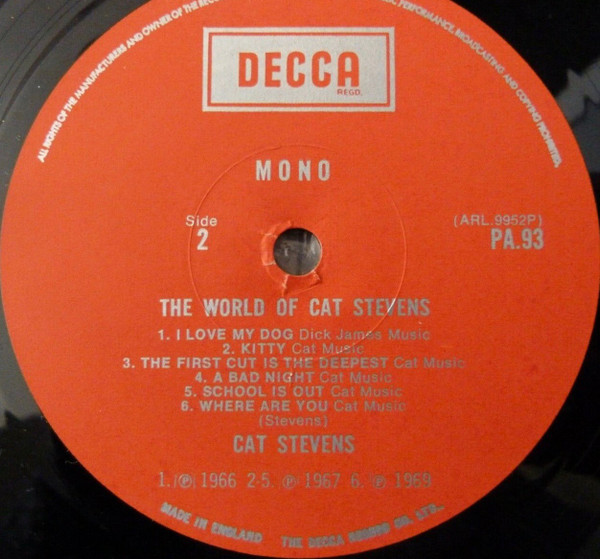 ALL RIGHTS OF THE MANUFACTURERS AND OWNER OF THE
PERFORMANCE, BROADCASTING AND COPYING PROHIBITED.
DECCA
REGD.
MONO
Side
2
(ARL.9952P)
PA.93
THE WORLD OF CAT STEVENS
1. I LOVE MY DOG Dick James Music
2. KITTY Cat Music
3. THE FIRST CUT IS THE DEEPEST Cat Music
4. A BAD NIGHT Cat Music
5. SCHOOL IS OUT Cat Music
6. WHERE ARE YOU Cat Music
(Stevens)
CAT STEVENS
1. ℗ 1966 2-5. ℗ 1967 6. ℗ 1969
MADE IN ENGLAND THE DECCA RECORD CO. LTD.,